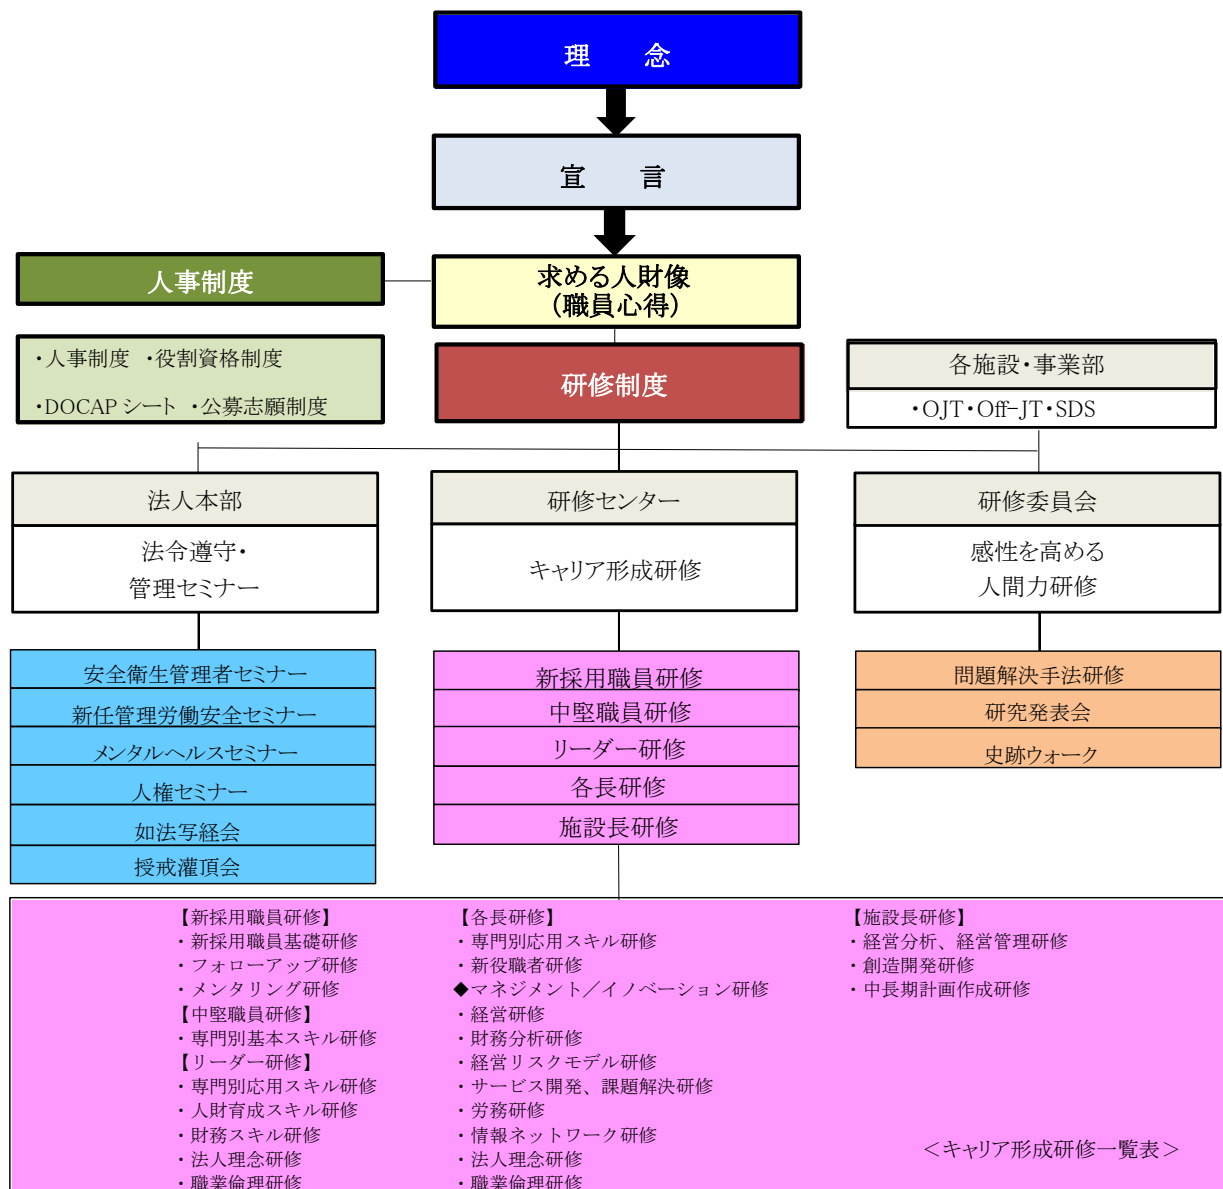 理　念
宣　言
人事制度
求める人財像
（職員心得）
・人事制度 ・役割資格制度
・DOCAP シート ・公募志願制度
研修制度
各施設・事業部
・OJT・Off-JT・SDS
法人本部
法令遵守・
管理セミナー
研修センター
キャリア形成研修
研修委員会
感性を高める
人間力研修
安全衛生管理者セミナー
新任管理労働安全セミナー
メンタルヘルスセミナー
人権セミナー
如法写経会
授戒灌頂会
新採用職員研修
中堅職員研修
リーダー研修
各長研修
施設長研修
問題解決手法研修
研究発表会
史跡ウォーク
【新採用職員研修】
・新採用職員基礎研修
・フォローアップ研修
・メンタリング研修
【中堅職員研修】
・専門別基本スキル研修
【リーダー研修】
・専門別応用スキル研修
・人財育成スキル研修
・財務スキル研修
・法人理念研修
・職業倫理研修
【各長研修】
・専門別応用スキル研修
・新役職者研修
◆マネジメント／イノベーション研修
・経営研修
・財務分析研修
・経営リスクモデル研修
・サービス開発、課題解決研修
・労務研修
・情報ネットワーク研修
・法人理念研修
・職業倫理研修
【施設長研修】
・経営分析、経営管理研修
・創造開発研修
・中長期計画作成研修
＜キャリア形成研修一覧表＞